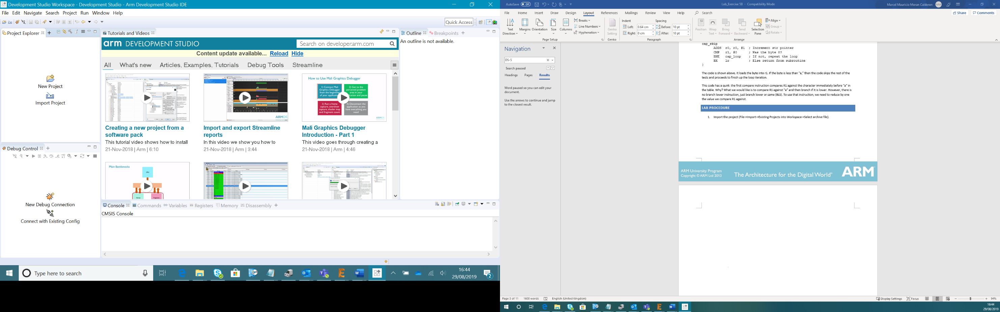 Development Studio Workspace - Development Studio - Arm Development Studio IDE
File Edit Navigate Search Project Run Window Help
Quick Access
Project Explorer
New Project
Import Project
Debug Control
New Debug Connection
Connect with Existing Config
Tutorials and Videos
arm DEVELOPMENT STUDIO
Search on developer.arm.com
Content update available... Reload Hide
All What's new Articles, Examples, Tutorials Debug Tools Streamline
How to Use Mali Graphics Debugger
1) Connect Mali Graphics Debugger from the beginning of your application
2) Get to the perceived problem area in your
3) Run a frame capture, overdraw capture, shader map and fragment count
4) Disconnect the application so you have everything you need
ARMDS
ARMDS
Creating a new project from a software pack
This tutorial video shows how to install
21-Nov-2018 | Arm | 6:10
Import and export Streamline reports
In this video we show you how to
21-Nov-2018 | Arm | 3:44
Mali Graphics Debugger Introduction - Part 1
This video goes through creating a
21-Nov-2018 | Arm | 4:46
Main Bottlenecks
CPU
Outline Breakpoints
An outline is not available.
Console Commands Variables Registers Memory Disassembly
CMSIS Console
Type here to search
16:44
29/08/2019
2
AutoSave Off
Lab_Exercise 5B - Compatibility Mode
Marcel Mauricio Moran Calderon MM
File Home Insert Draw Design Layout References Mailings Review View Help Search
Share Comments
Text Direction
Margins Orientation Size Columns
Breaks
Line Numbers
Hyphenation
Page Setup
Genko Setting
Genko
Indent Spacing
Left: 0.64 cm Before: 10 pt
Right: 0 cm After: 10 pt
Paragraph
Position
Wrap Text
Bring Forward
Send Backward
Selection Pane
Align
Group
Rotate
Arrange
Navigation
DS-5
Search paused
Headings Pages Results
Word paused so you can edit your
document.
Use the arrows to continue and jump
to the closest result.
cap_skip
ADDS r0, r0, #1 ; Increment str pointer
CMP r1, #0 ; Was the byte 0?
BNE cap_loop ; If not, repeat the loop
BX lr ; Else return from subroutine
}
The code is shown above. It loads the byte into r1. If the byte is less than "a," then the code skips the rest of the
tests and proceeds to finish up the loop iteration.
This code has a quirk: the first compare instruction compares R1 against the character immediately before "a" in
the table. Why? What we would like is to compare R1 against "a" and then branch if it is lower. However, there is
no branch lower instruction, just branch lower or same (BLS). To use that instruction, we need to reduce by one
the value we compare R1 against.
LAB PROCEDURE
1. Import the project (File->Import->Existing Projects into Workspace->Select archive file).
ARM University Program
Copyright © ARM Ltd 2013
The Architecture for the Digital World®
ARM
Page 3 of 11 1600 words English (United Kingdom)
Display Settings Focus 94%
16:44
29/08/2019